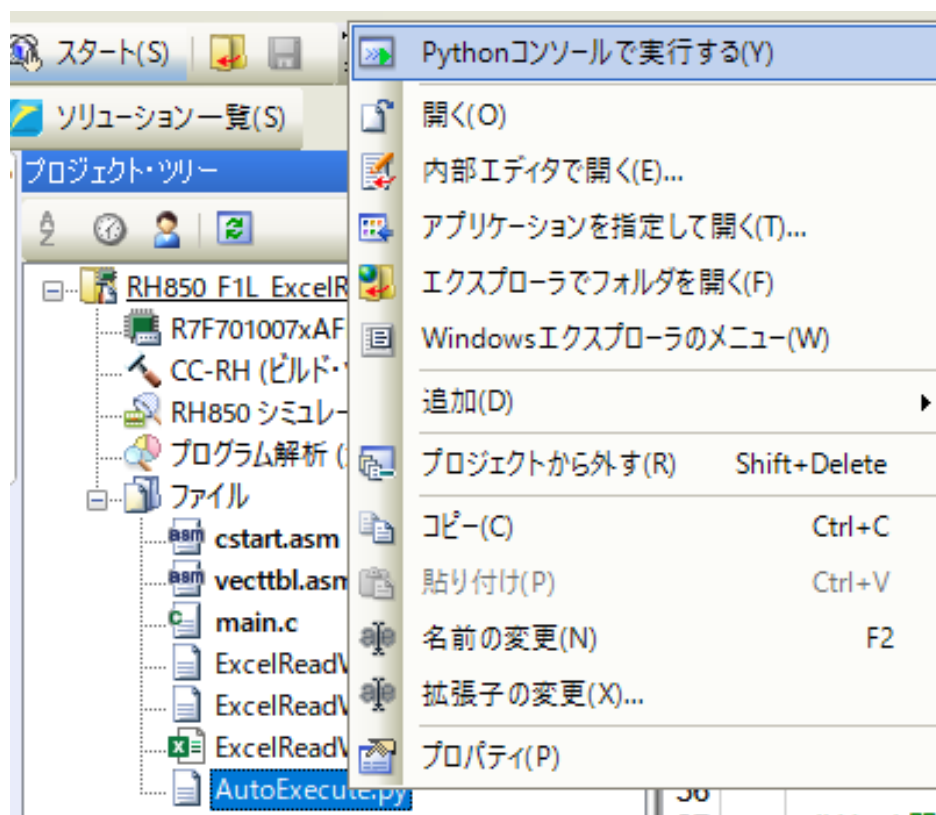 スタート(S)
ソリューション一覧(S)
プロジェクト・ツリー
RH850_F1L_ExcelR
R7F701007xAF
CC-RH (ビルド・
RH850 シミュレー
プログラム解析 (
ファイル
asm cstart.asm
asm vecttbl.asm
main.c
ExcelRead
ExcelRead
ExcelRead
AutoExecute.py
Pythonコンソールで実行する(Y)
開く(O)
内部エディタで開く(E)...
アプリケーションを指定して開く(T)...
エクスプローラでフォルダを開く(F)
Windowsエクスプローラのメニュー(W)
追加(D)
プロジェクトから外す(R) Shift+Delete
コピー(C) Ctrl+C
貼り付け(P) Ctrl+V
名前の変更(N) F2
拡張子の変更(X)...
プロパティ(P)